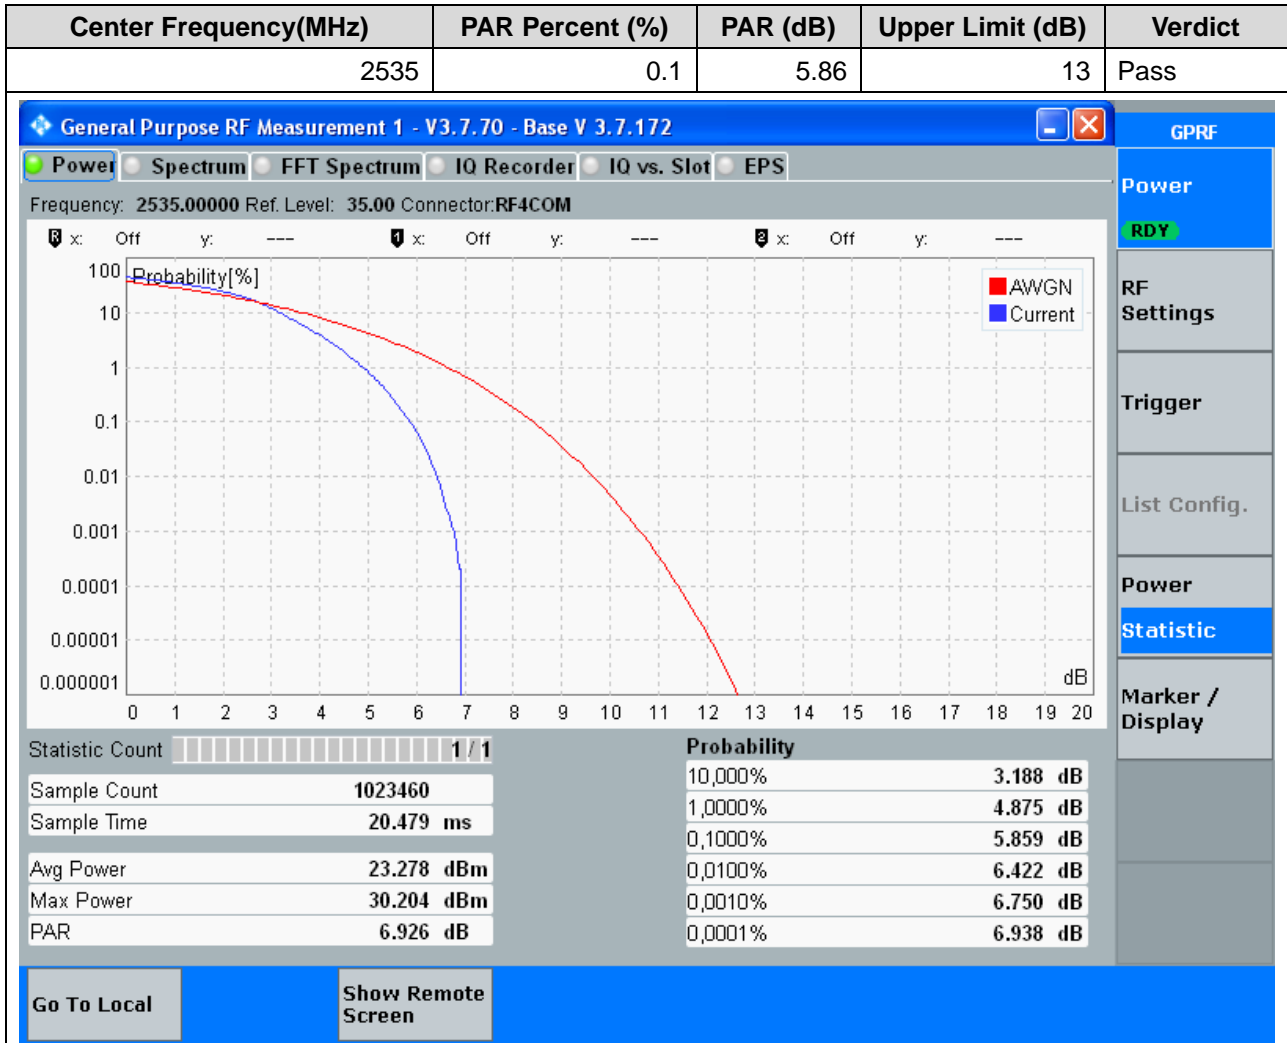 Center Frequency(MHz) PAR Percent (%) PAR (dB) Upper Limit (dB) Verdict
2535 0.1 5.86 13 Pass
General Purpose RF Measurement 1 - V3.7.70 - Base V 3.7.172
GPRF
Power Spectrum FFT Spectrum IQ Recorder IQ vs. Slot EPS
Power
RDY
Frequency: 2535.00000 Ref. Level: 35.00 Connector:RF4COM
R x: Off y: --- 1 x: Off y: --- 2 x: Off y: ---
Probability[%]
AWGN
Current
100
10
1
0.1
0.01
0.001
0.0001
0.00001
0.000001
dB
0 1 2 3 4 5 6 7 8 9 10 11 12 13 14 15 16 17 18 19 20
RF
Settings
Trigger
List Config.
Power
Statistic
Marker /
Display
Statistic Count 1 / 1
Sample Count 1023460
Sample Time 20.479 ms
Avg Power 23.278 dBm
Max Power 30.204 dBm
PAR 6.926 dB
Probability
10,000% 3.188 dB
1,0000% 4.875 dB
0,1000% 5.859 dB
0,0100% 6.422 dB
0,0010% 6.750 dB
0,0001% 6.938 dB
Go To Local
Show Remote
Screen